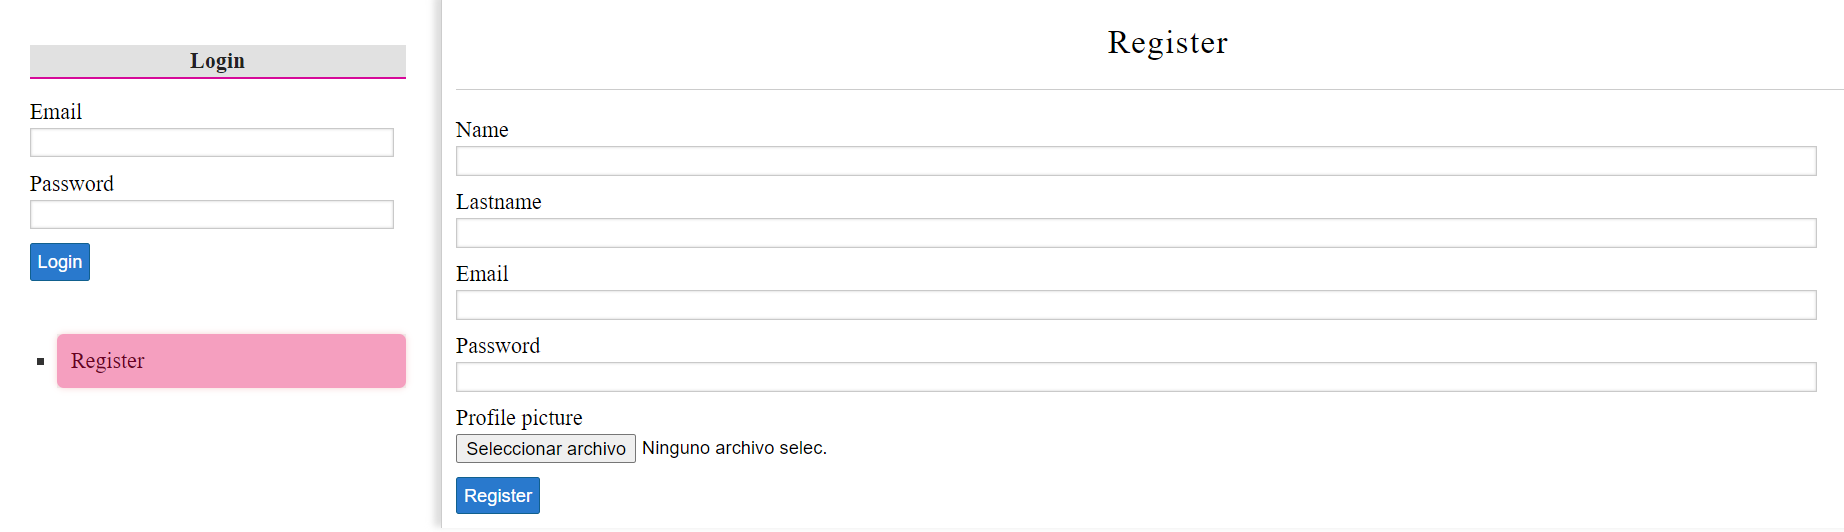 Login
Email
Password
Login
Register
Register
Name
Lastname
Email
Password
Profile picture
Seleccionar archivo Ninguno archivo selec.
Register